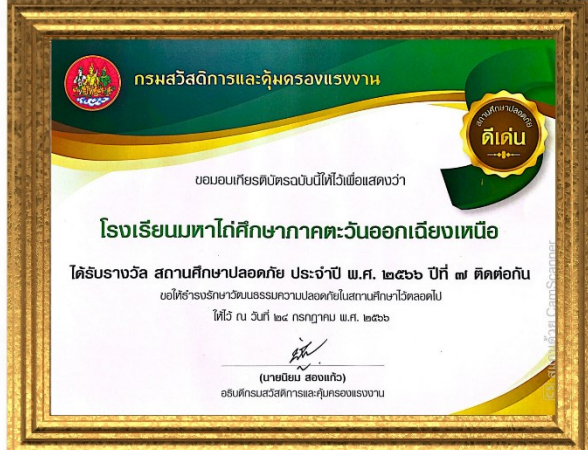 กรมสวัสดิการและคุ้มครองแรงงาน
สถานศึกษาปลอดภัย
ดีเด่น
ขอมอบเกียรติบัตรฉบับนี้ให้ไว้เพื่อแสดงว่า
โรงเรียนมหาไถ่ศึกษาภาคตะวันออกเฉียงเหนือ
ได้รับรางวัล สถานศึกษาปลอดภัย ประจำปี พ.ศ. ๒๕๖๖ ปีที่ ๗ ติดต่อกัน
ขอให้ธำรงรักษาวัฒนธรรมความปลอดภัยในสถานศึกษาไว้ตลอดไป
ให้ไว้ ณ วันที่ ๒๔ กรกฎาคม พ.ศ. ๒๕๖๖
(นายนิยม สองแก้ว)
อธิบดีกรมสวัสดิการและคุ้มครองแรงงาน
CS สแกนด้วย CamScanner